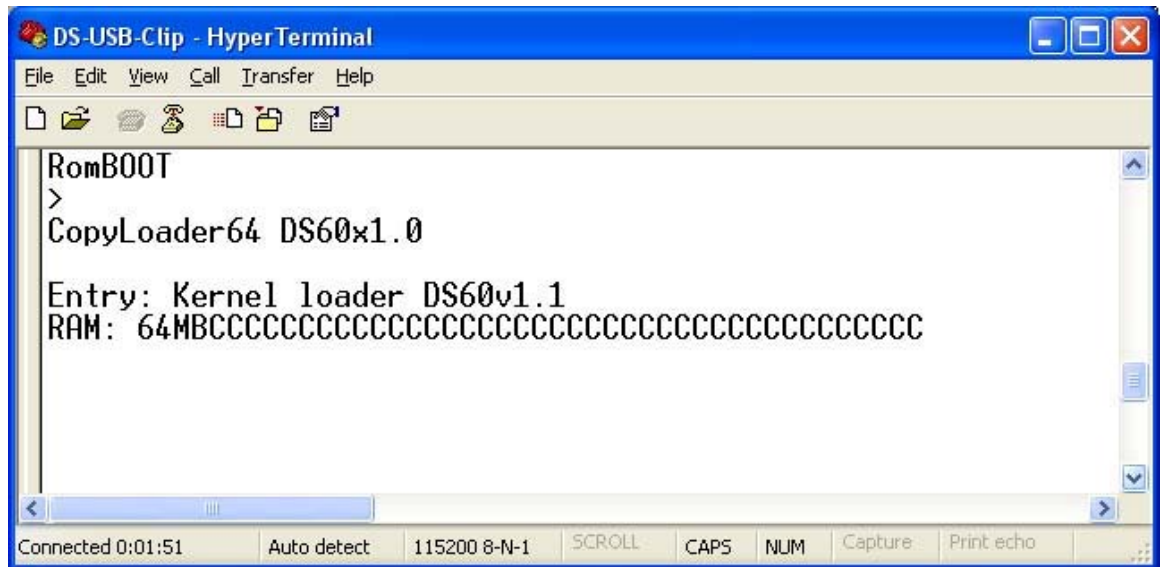 DS-USB-Clip - HyperTerminal
File Edit View Call Transfer Help
RomBOOT
>
CopyLoader64 DS60x1.0
Entry: Kernel loader DS60v1.1
RAM: 64MBCCCCCCCCCCCCCCCCCCCCCCCCCCCCCCCCCCCCCCCC
Connected 0:01:51 Auto detect 115200 8-N-1 SCROLL CAPS NUM Capture Print echo